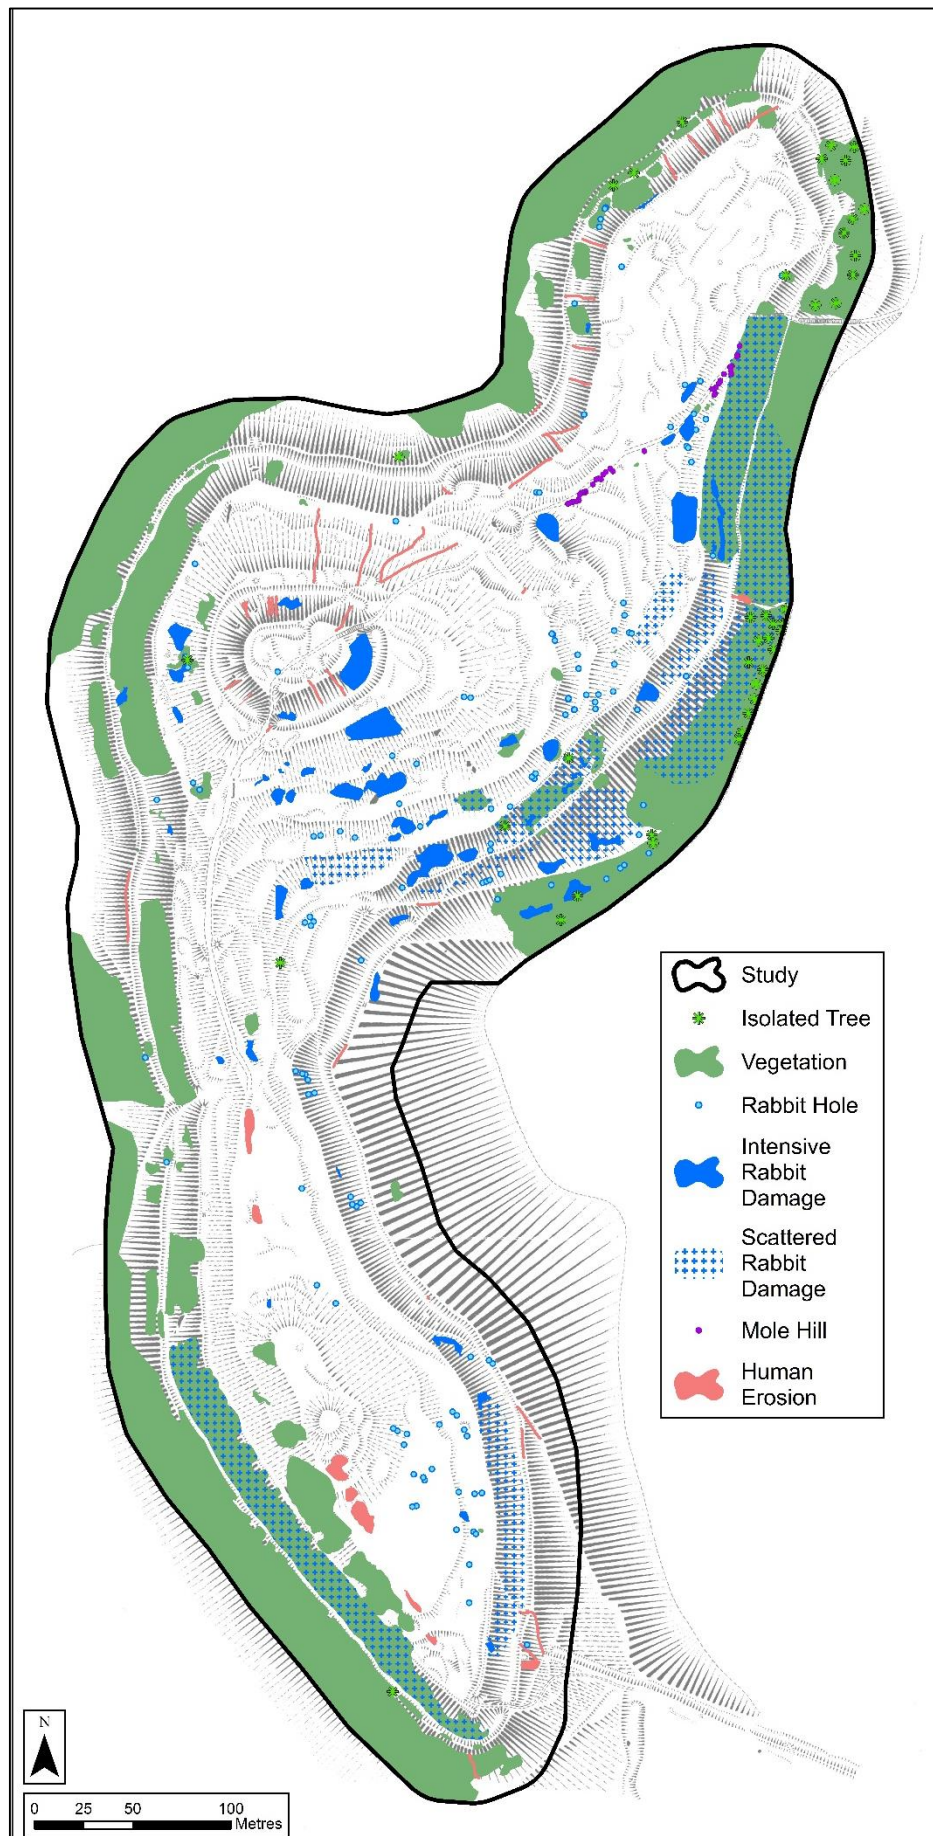 Study
Isolated Tree
Vegetation
Rabbit Hole
Intensive
Rabbit
Damage
Scattered
Rabbit
Damage
Mole Hill
Human
Erosion
N
0 25 50 100
Metres